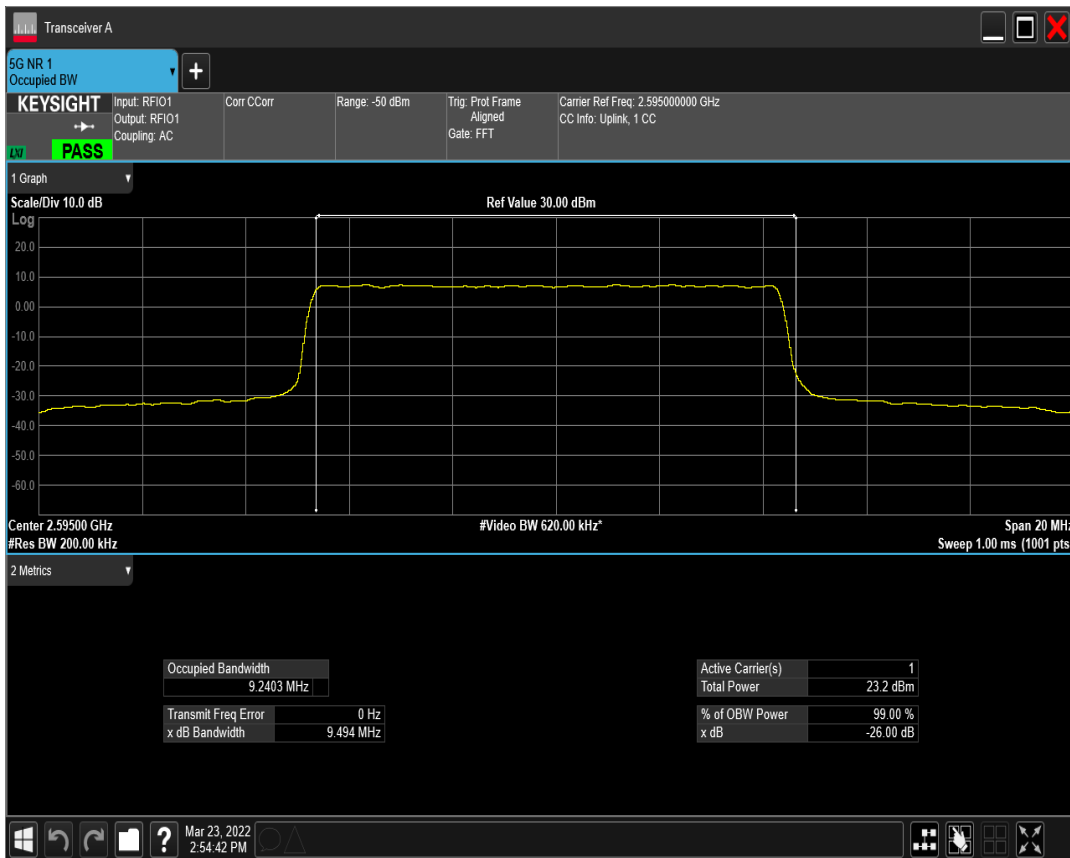 Transceiver A
5G NR 1
Occupied BW
+
KEYSIGHT
LXI
PASS
Input: RFIO1
Output: RFIO1
Coupling: AC
Corr CCorr
Range: -50 dBm
Trig: Prot Frame
Aligned
Gate: FFT
Carrier Ref Freq: 2.595000000 GHz
CC Info: Uplink, 1 CC
1 Graph
Scale/Div 10.0 dB
Ref Value 30.00 dBm
Log
20.0
10.0
0.00
-10.0
-20.0
-30.0
-40.0
-50.0
-60.0
Center 2.59500 GHz
#Video BW 620.00 kHz*
Span 20 MHz
#Res BW 200.00 kHz
Sweep 1.00 ms (1001 pts
2 Metrics
Occupied Bandwidth
9.2403 MHz
Transmit Freq Error 0 Hz
x dB Bandwidth 9.494 MHz
Active Carrier(s) 1
Total Power 23.2 dBm
% of OBW Power 99.00 %
x dB -26.00 dB
?
Mar 23, 2022
2:54:42 PM